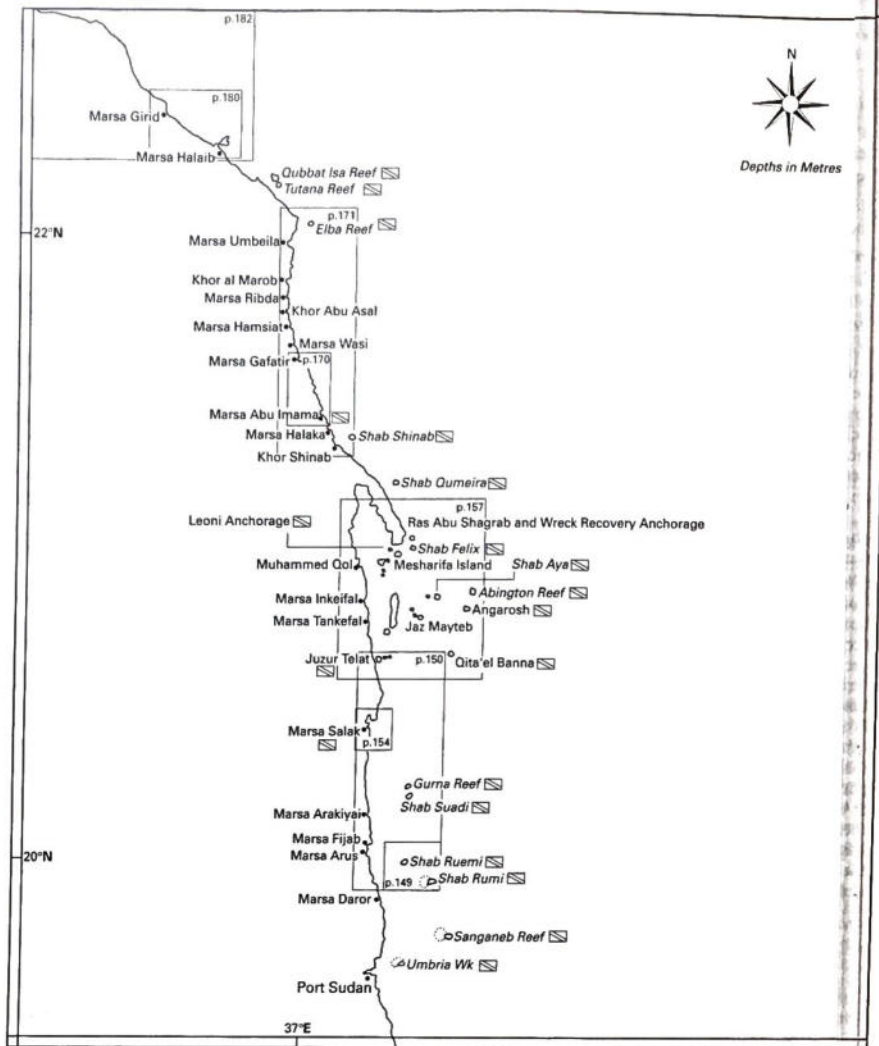 p.182
N
p.180
Marsa Girid
Marsa Halaib
Depths in Metres
Qubbat Isa Reef
Tutana Reef
p.171
Elba Reef
22°N
Marsa Umbeila
Khor al Marob
Marsa Ribda
Khor Abu Asal
Marsa Hamsiat
Marsa Wasi
Marsa Gafatir
p.170
Marsa Abu Imama
Marsa Halaka
Shab Shinab
Khor Shinab
Shab Qumeira
p.157
Leoni Anchorage
Ras Abu Shagrab and Wreck Recovery Anchorage
Shab Felix
Muhammed Qol
Mesharifa Island
Shab Aya
Abington Reef
Marsa Inkeifal
Angarosh
Marsa Tankefal
Jaz Mayteb
Juzur Telat
p.150
Qita'el Banna
Marsa Salak
p.154
Gurna Reef
Shab Suadi
Marsa Arakiyai
Marsa Fijab
Marsa Arus
20°N
Shab Ruemi
p.149
Shab Rumi
Marsa Daror
Sanganeb Reef
Umbria Wk
Port Sudan
37°E